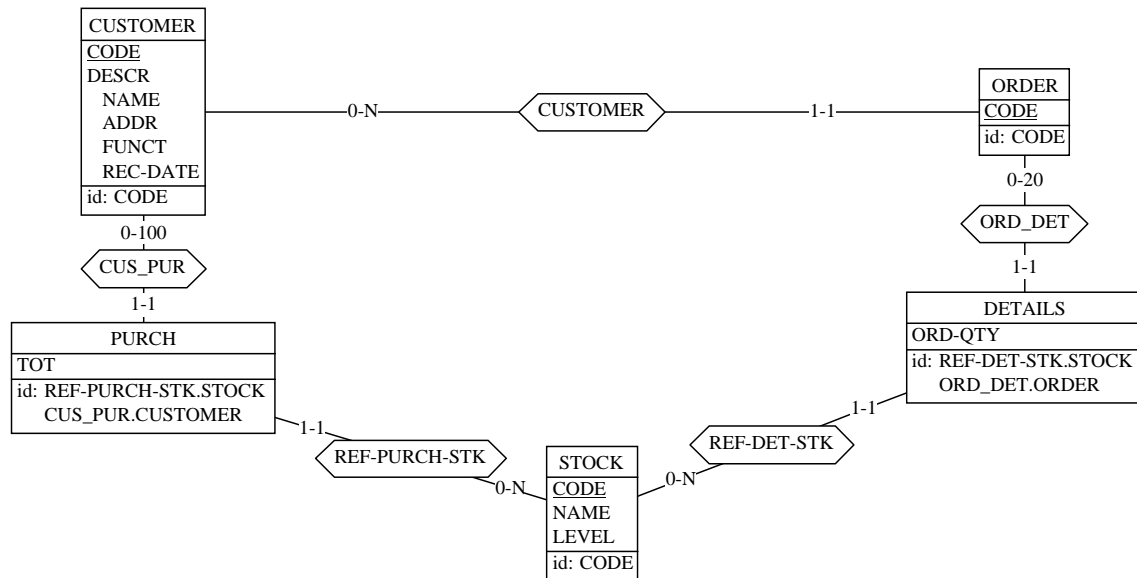 CUSTOMER
CODE
DESCR
NAME
ADDR
FUNCT
REC-DATE
id: CODE
0-N
CUSTOMER
1-1
ORDER
CODE
id: CODE
0-100
CUS_PUR
1-1
0-20
ORD_DET
1-1
PURCH
TOT
id: REF-PURCH-STK.STOCK
CUS_PUR.CUSTOMER
DETAILS
ORD-QTY
id: REF-DET-STK.STOCK
ORD_DET.ORDER
1-1
REF-PURCH-STK
0-N
1-1
REF-DET-STK
0-N
STOCK
CODE
NAME
LEVEL
id: CODE